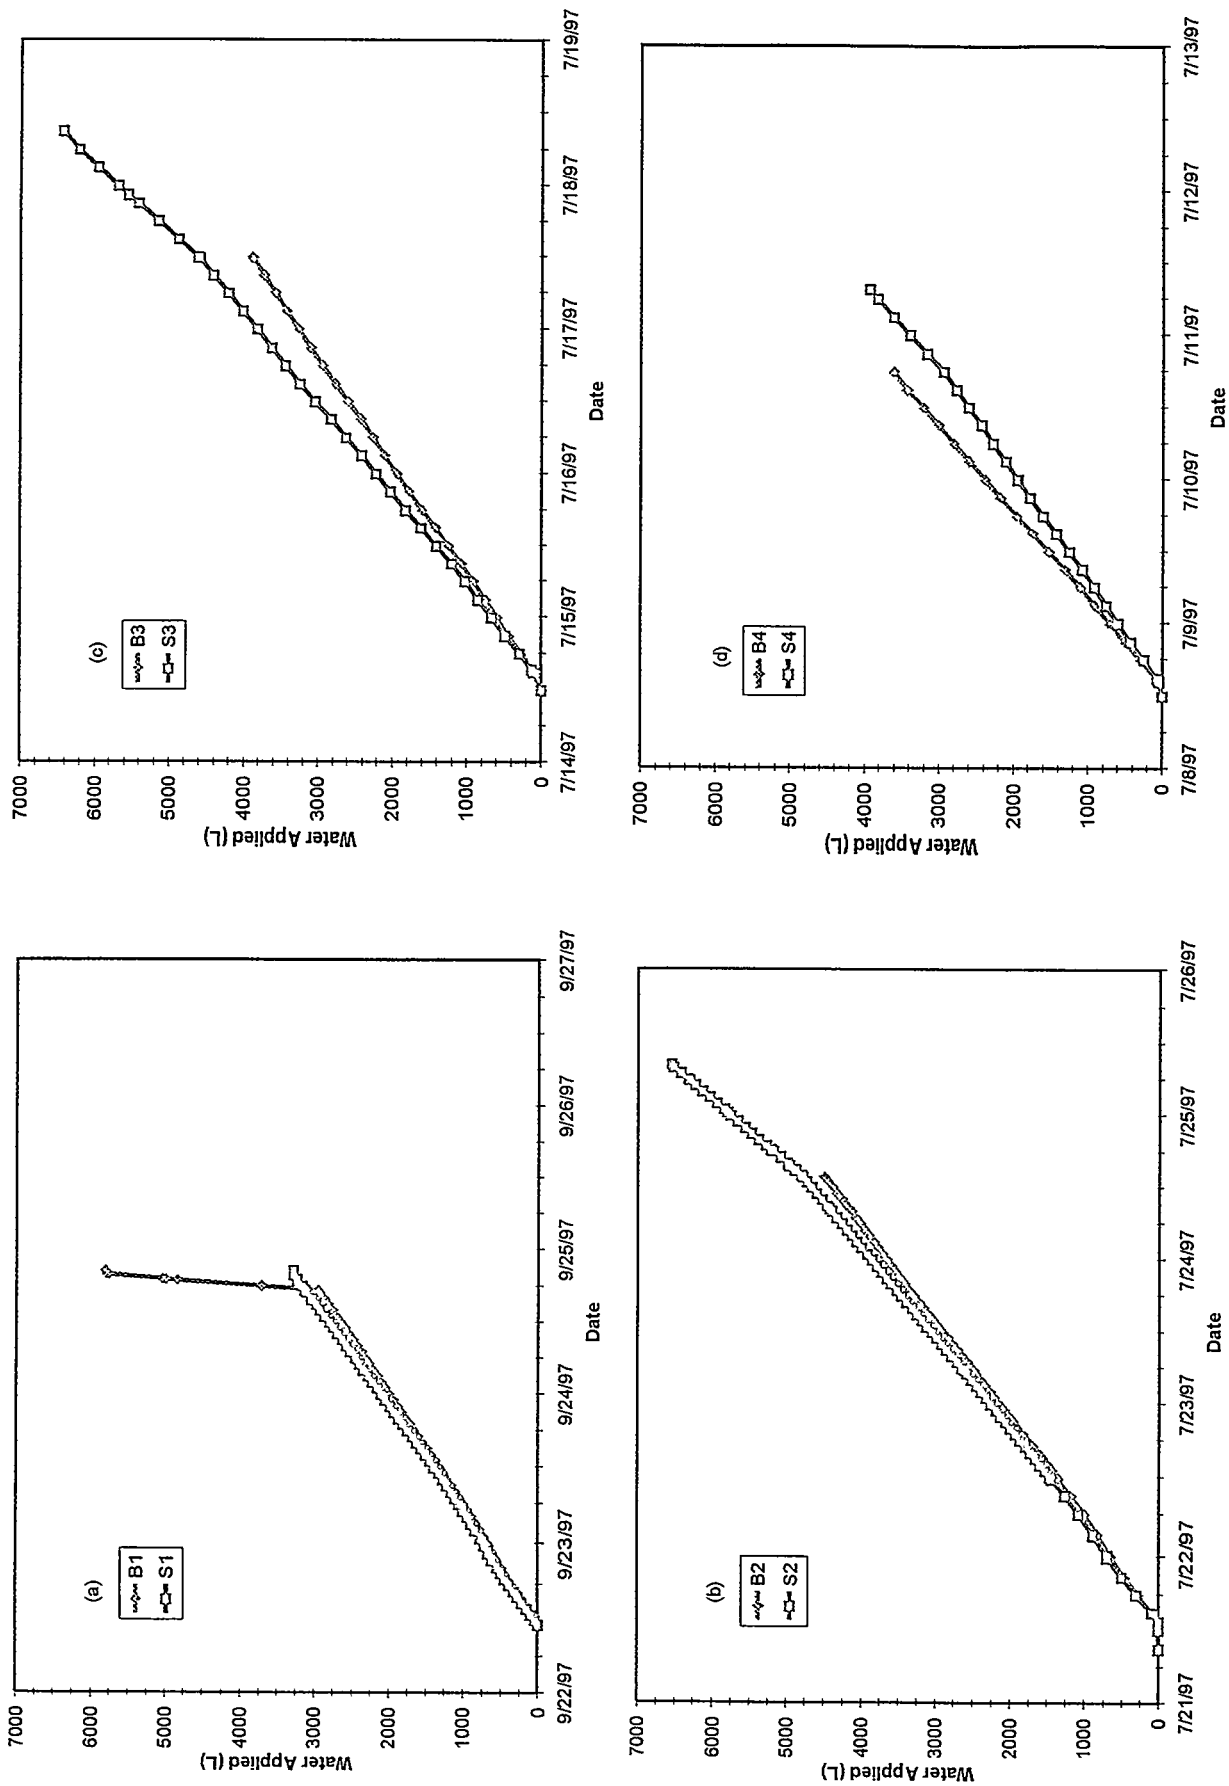 (a)
B1
S1
7000
6000
5000
4000
3000
2000
1000
0
Water Applied (L)
9/22/97
9/23/97
9/24/97
9/25/97
9/26/97
9/27/97
Date
(c)
B3
S3
7000
6000
5000
4000
3000
2000
1000
0
Water Applied (L)
7/14/97
7/15/97
7/16/97
7/17/97
7/18/97
7/19/97
Date
(b)
B2
S2
7000
6000
5000
4000
3000
2000
1000
0
Water Applied (L)
7/21/97
7/22/97
7/23/97
7/24/97
7/25/97
7/26/97
Date
(d)
B4
S4
7000
6000
5000
4000
3000
2000
1000
0
Water Applied (L)
7/8/97
7/9/97
7/10/97
7/11/97
7/12/97
7/13/97
Date